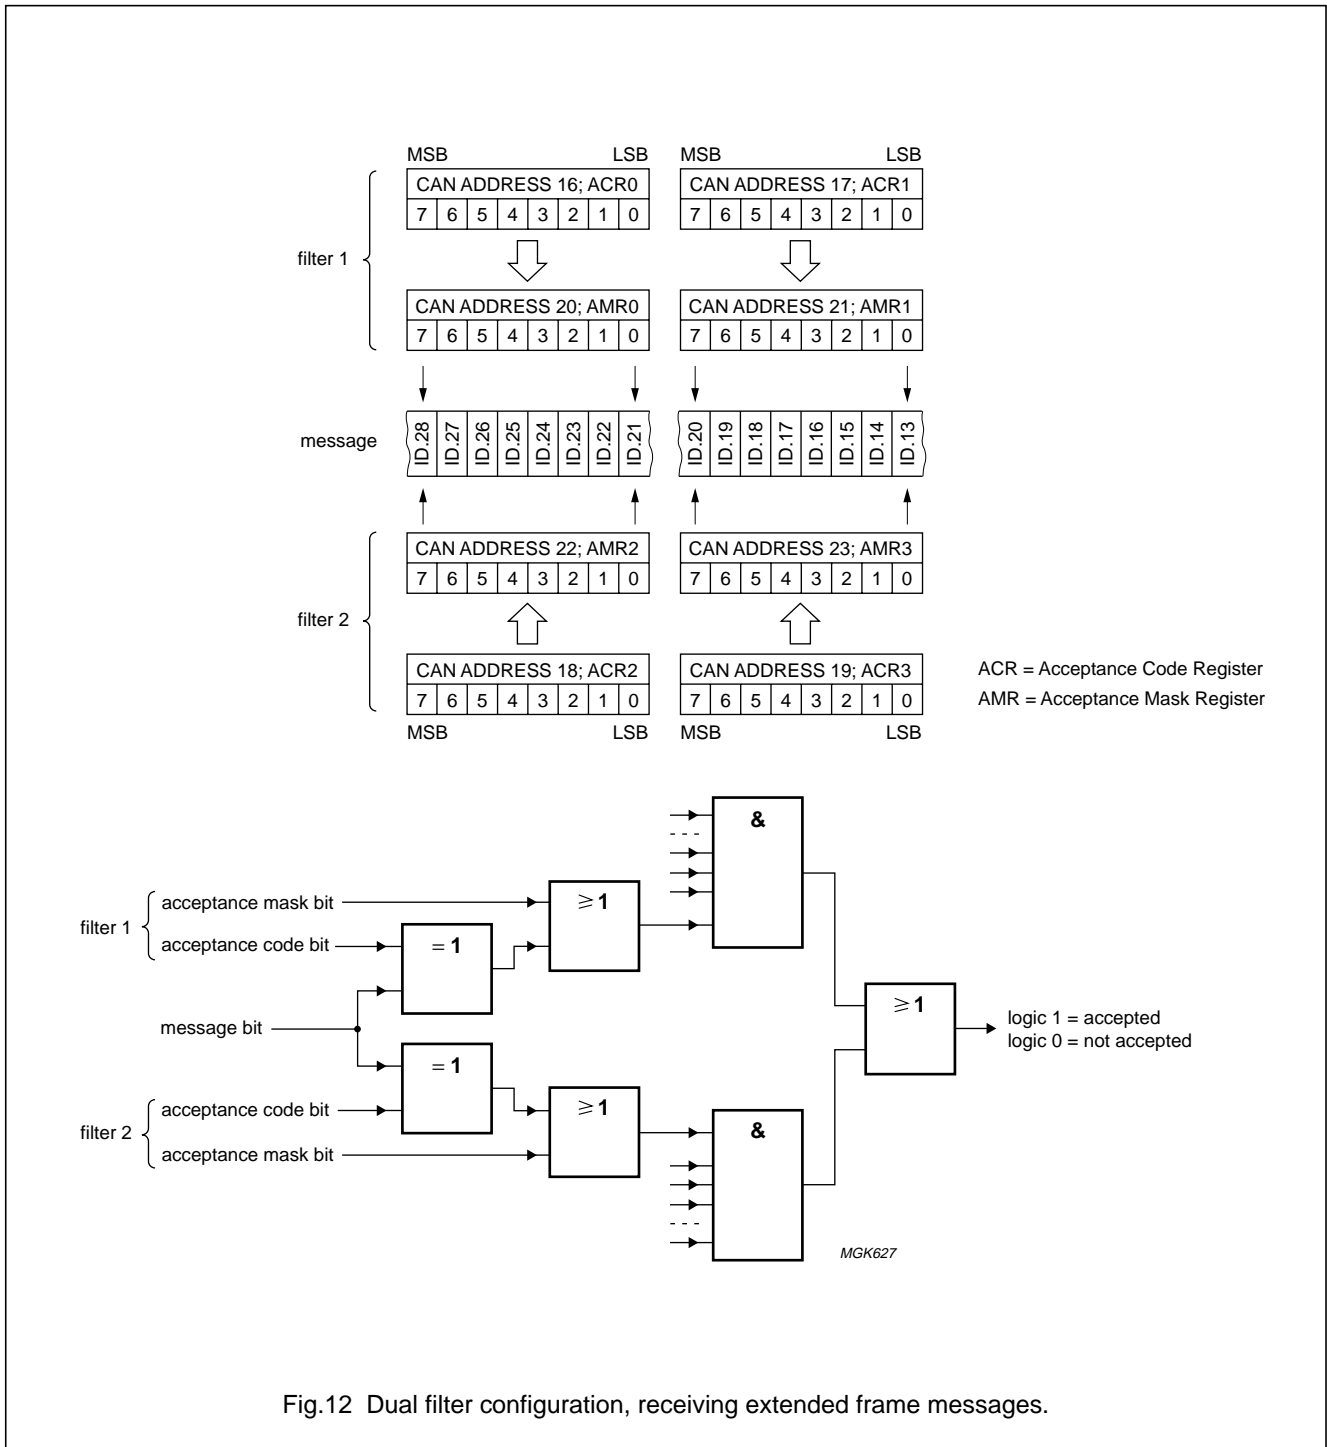 MSB LSB MSB LSB
CAN ADDRESS 16; ACR0 CAN ADDRESS 17; ACR1
7 6 5 4 3 2 1 0 7 6 5 4 3 2 1 0
filter 1
CAN ADDRESS 20; AMR0 CAN ADDRESS 21; AMR1
7 6 5 4 3 2 1 0 7 6 5 4 3 2 1 0
message ID.28 ID.27 ID.26 ID.25 ID.24 ID.23 ID.22 ID.21 ID.20 ID.19 ID.18 ID.17 ID.16 ID.15 ID.14 ID.13
CAN ADDRESS 22; AMR2 CAN ADDRESS 23; AMR3
7 6 5 4 3 2 1 0 7 6 5 4 3 2 1 0
filter 2
CAN ADDRESS 18; ACR2 CAN ADDRESS 19; ACR3
7 6 5 4 3 2 1 0 7 6 5 4 3 2 1 0
MSB LSB MSB LSB
ACR = Acceptance Code Register
AMR = Acceptance Mask Register
&
filter 1
acceptance mask bit
≥ 1
acceptance code bit
= 1
message bit
≥ 1
logic 1 = accepted
logic 0 = not accepted
= 1
filter 2
acceptance code bit
≥ 1
acceptance mask bit
&
MGK627
Fig.12 Dual filter configuration, receiving extended frame messages.